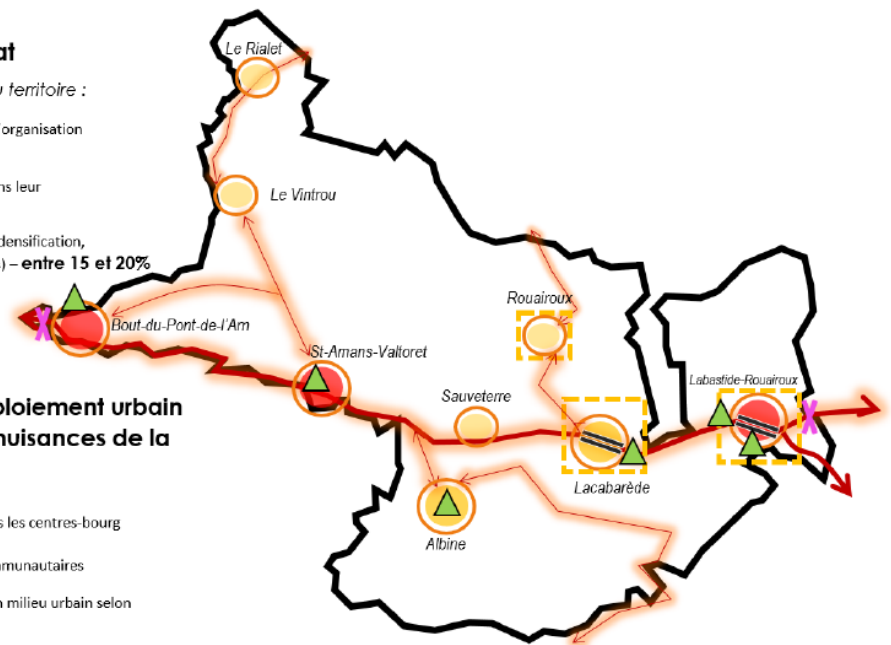 at
u territoire :
'organisation
ns leur
densification,
) – entre 15 et 20%
ploiement urbain
nuisances de la
s les centres-bourg
munautaires
n milieu urbain selon
Le Rialet
Le Vintrou
Bout-du-Pont-de-l'Am
St-Amans-Valtoret
Rouairoux
Sauveterre
Labastide-Rouairoux
Lacabarède
Albine